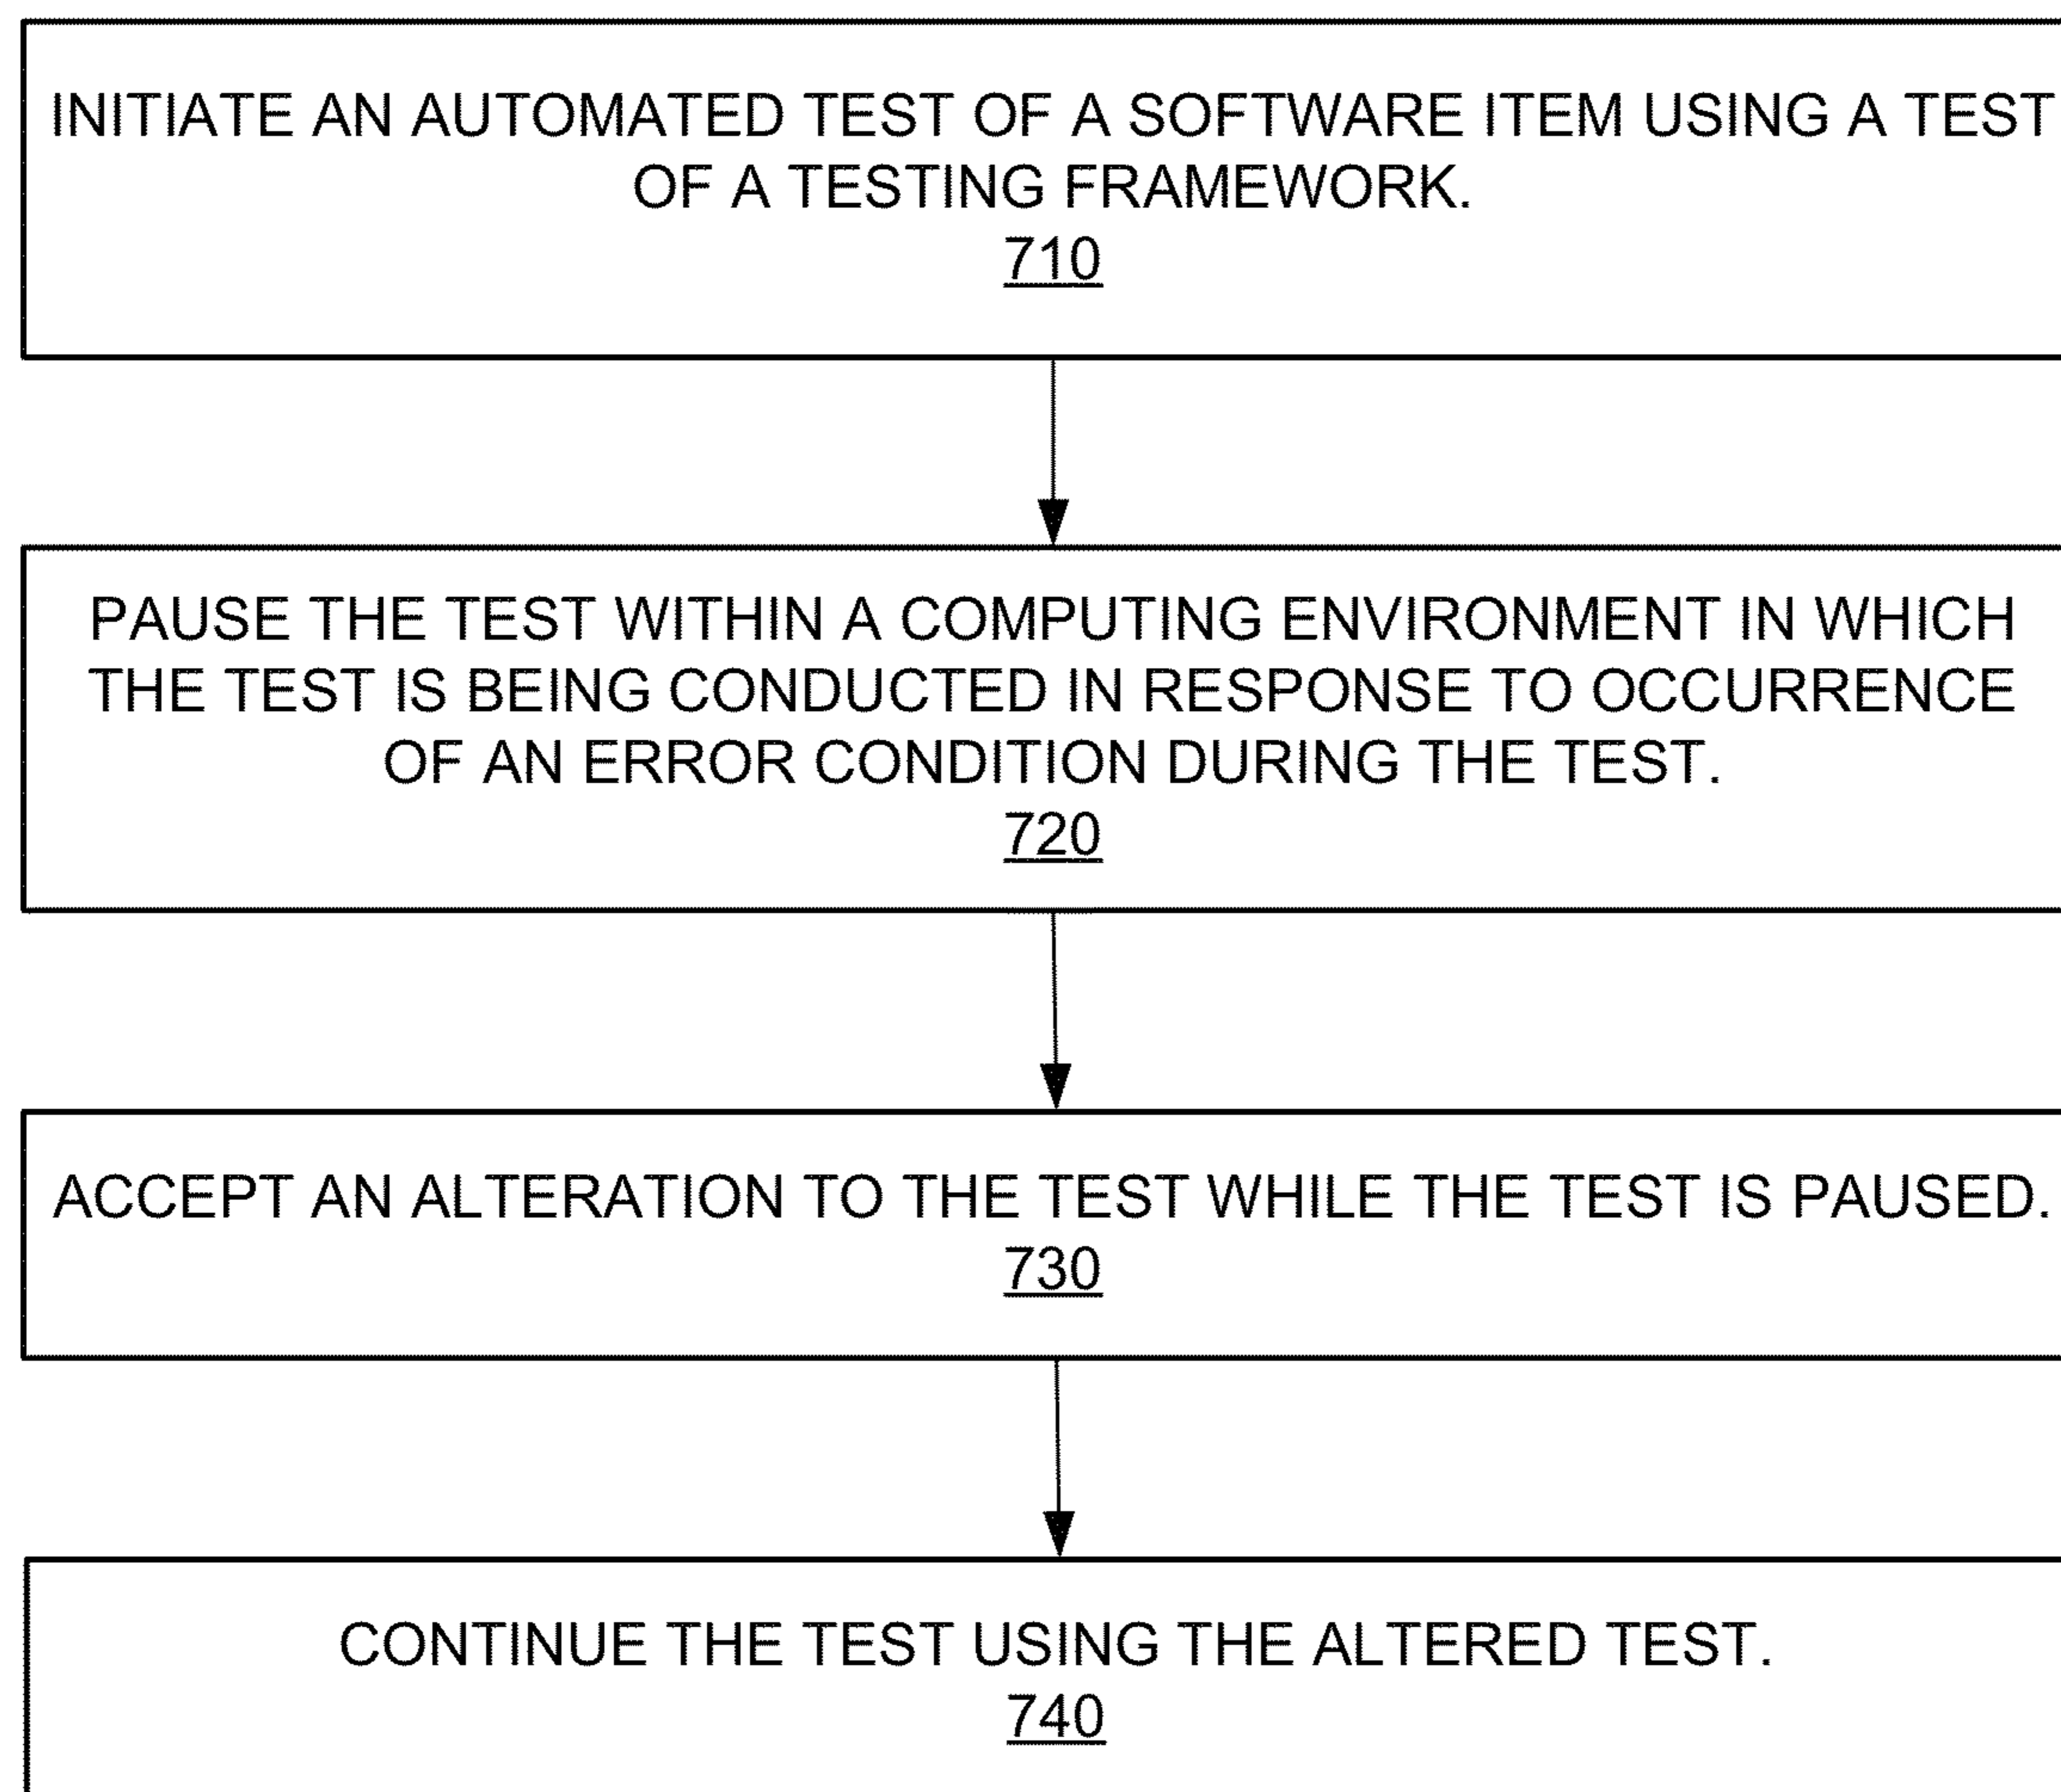 INITIATE AN AUTOMATED TEST OF A SOFTWARE ITEM USING A TEST
OF A TESTING FRAMEWORK.
710
PAUSE THE TEST WITHIN A COMPUTING ENVIRONMENT IN WHICH
THE TEST IS BEING CONDUCTED IN RESPONSE TO OCCURRENCE
OF AN ERROR CONDITION DURING THE TEST.
720
ACCEPT AN ALTERATION TO THE TEST WHILE THE TEST IS PAUSED.
730
CONTINUE THE TEST USING THE ALTERED TEST.
740